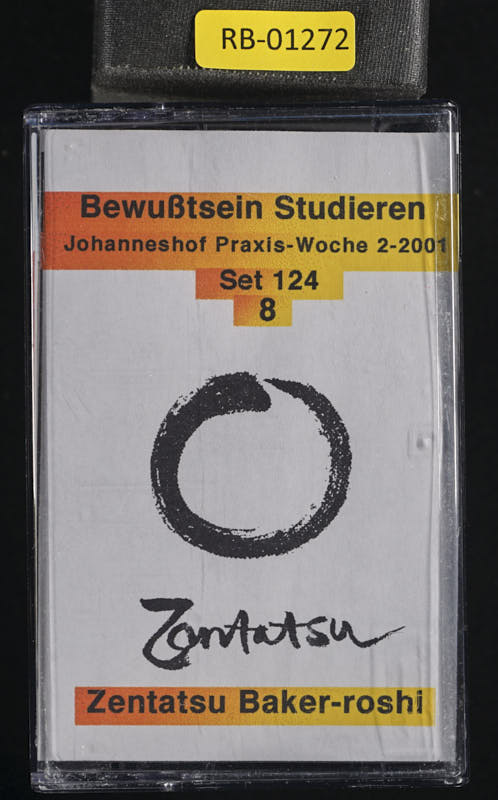 RB-01272
Bewußtsein Studieren
Johanneshof Praxis-Woche 2-2001
Set 124
8
Zentatsu
Zentatsu Baker-roshi